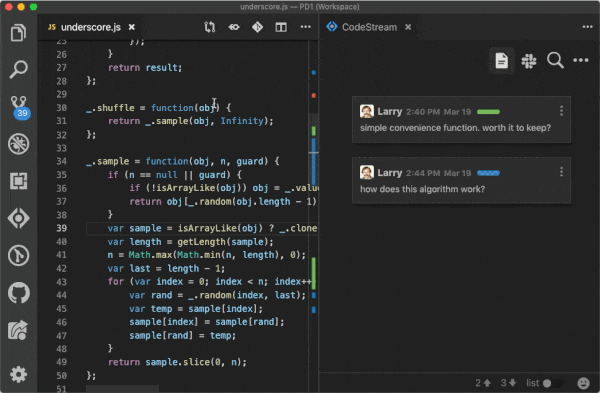 underscore.js — PD1 (Workspace)
JS underscore.js ×
CodeStream ×
25 });
26 }
27 return result;
28 };
29
30 _.shuffle = function(obj) {
31 return _.sample(obj, Infinity);
32 };
33
34 _.sample = function(obj, n, guard) {
35 if (n == null || guard) {
36 if (!isArrayLike(obj)) obj = _.value
37 return obj[_.random(obj.length - 1)
38 }
39 var sample = isArrayLike(obj) ? _.clone
40 var length = getLength(sample);
41 n = Math.max(Math.min(n, length), 0);
42 var last = length - 1;
43 for (var index = 0; index < n; index++
44 var rand = _.random(index, last);
45 var temp = sample[index];
46 sample[index] = sample[rand];
47 sample[rand] = temp;
48 }
49 return sample.slice(0, n);
50 };
51
39
Larry 2:40 PM Mar 19
simple convenience function. worth it to keep?
Larry 2:44 PM Mar 19
how does this algorithm work?
2 3 list